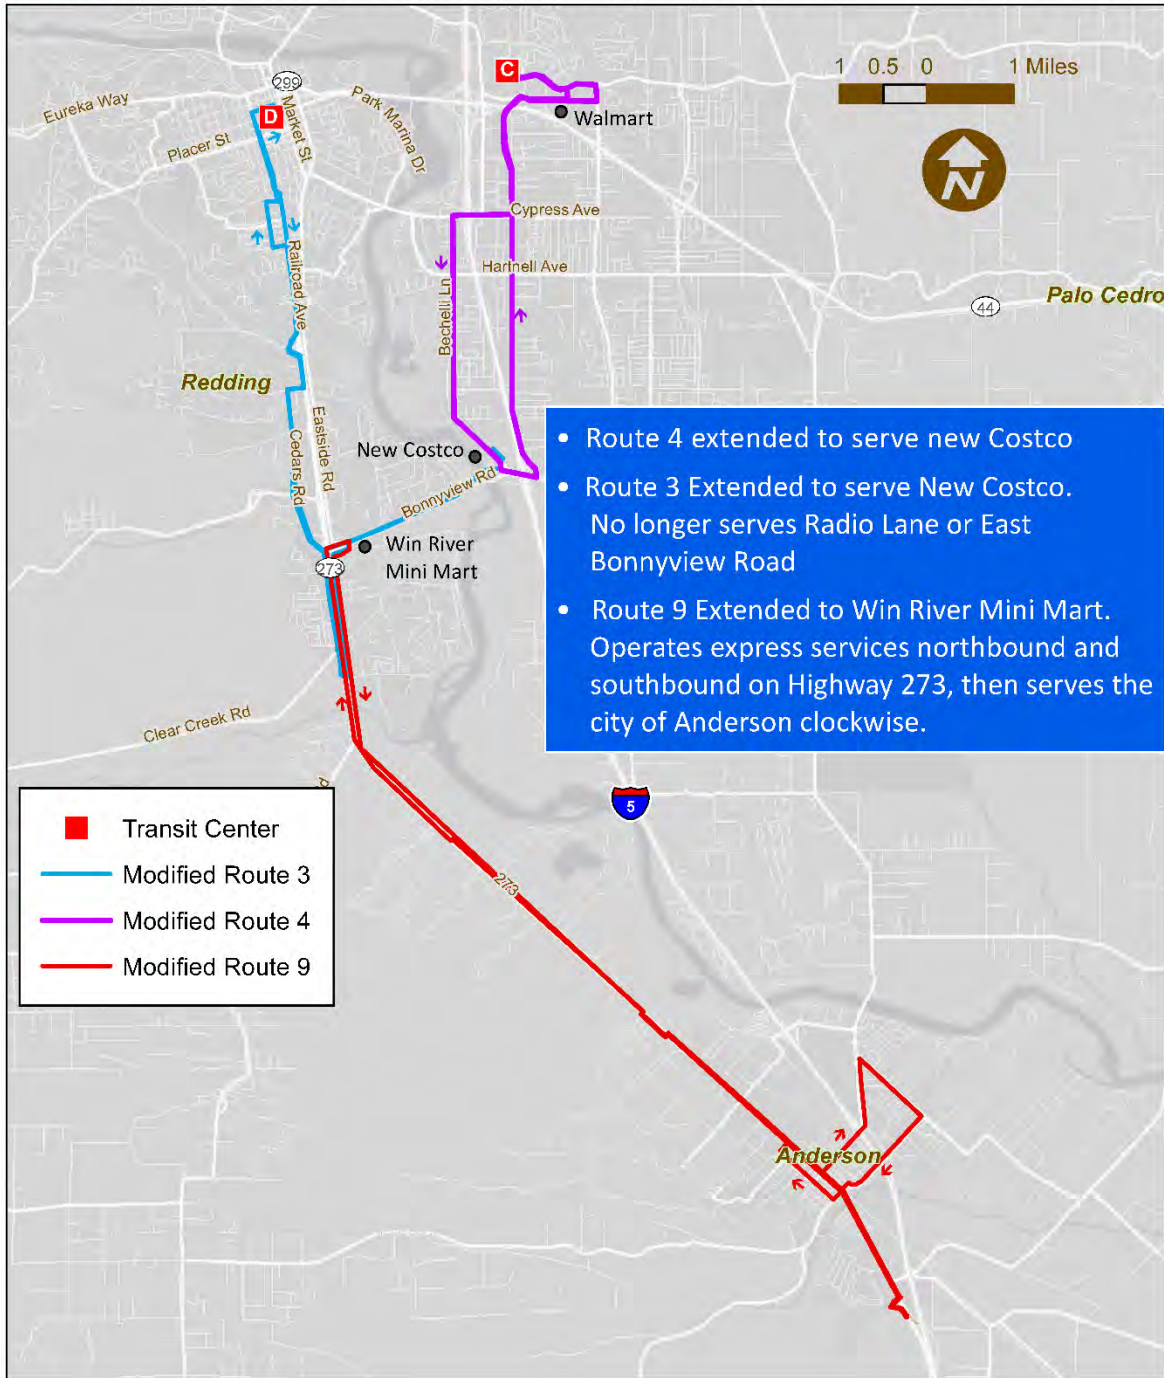 C
1 0.5 0 1 Miles
299
Eureka Way
D
Market St
Park Marina Dr
Walmart
Placer St
N
Cypress Ave
Railroad Ave
Hartnell Ave
Bechelli Ln
Palo Cedro
44
Redding
Eastside Rd
Cedars Rd
New Costco
Bonnyview Rd
Win River
Mini Mart
273
• Route 4 extended to serve new Costco
• Route 3 Extended to serve New Costco.
No longer serves Radio Lane or East
Bonnyview Road
• Route 9 Extended to Win River Mini Mart.
Operates express services northbound and
southbound on Highway 273, then serves the
city of Anderson clockwise.
Clear Creek Rd
5
Transit Center
Modified Route 3
Modified Route 4
Modified Route 9
273
Anderson